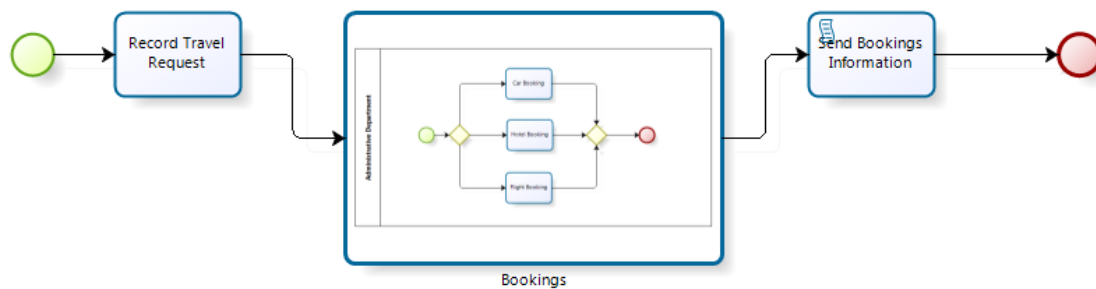 Record Travel
Request
Administrative Department
Car Booking
Hotel Booking
Flight Booking
Bookings
Send Bookings
Information